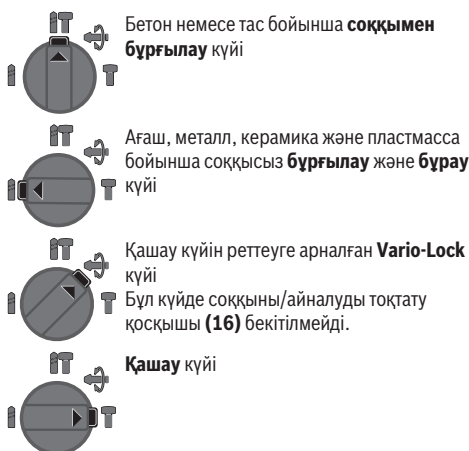 Бетон немесе тас бойынша соққымен
бұрғылау күйі
Ағаш, металл, керамика және пластмасса
бойынша соққысыз бұрғылау және бұрау
күйі
Қашау күйін реттеуге арналған Vario-Lock
күйі
Бұл күйде соққыны/айналуды тоқтату
қосқышы (16) бекітілмейді.
Қашау күйі